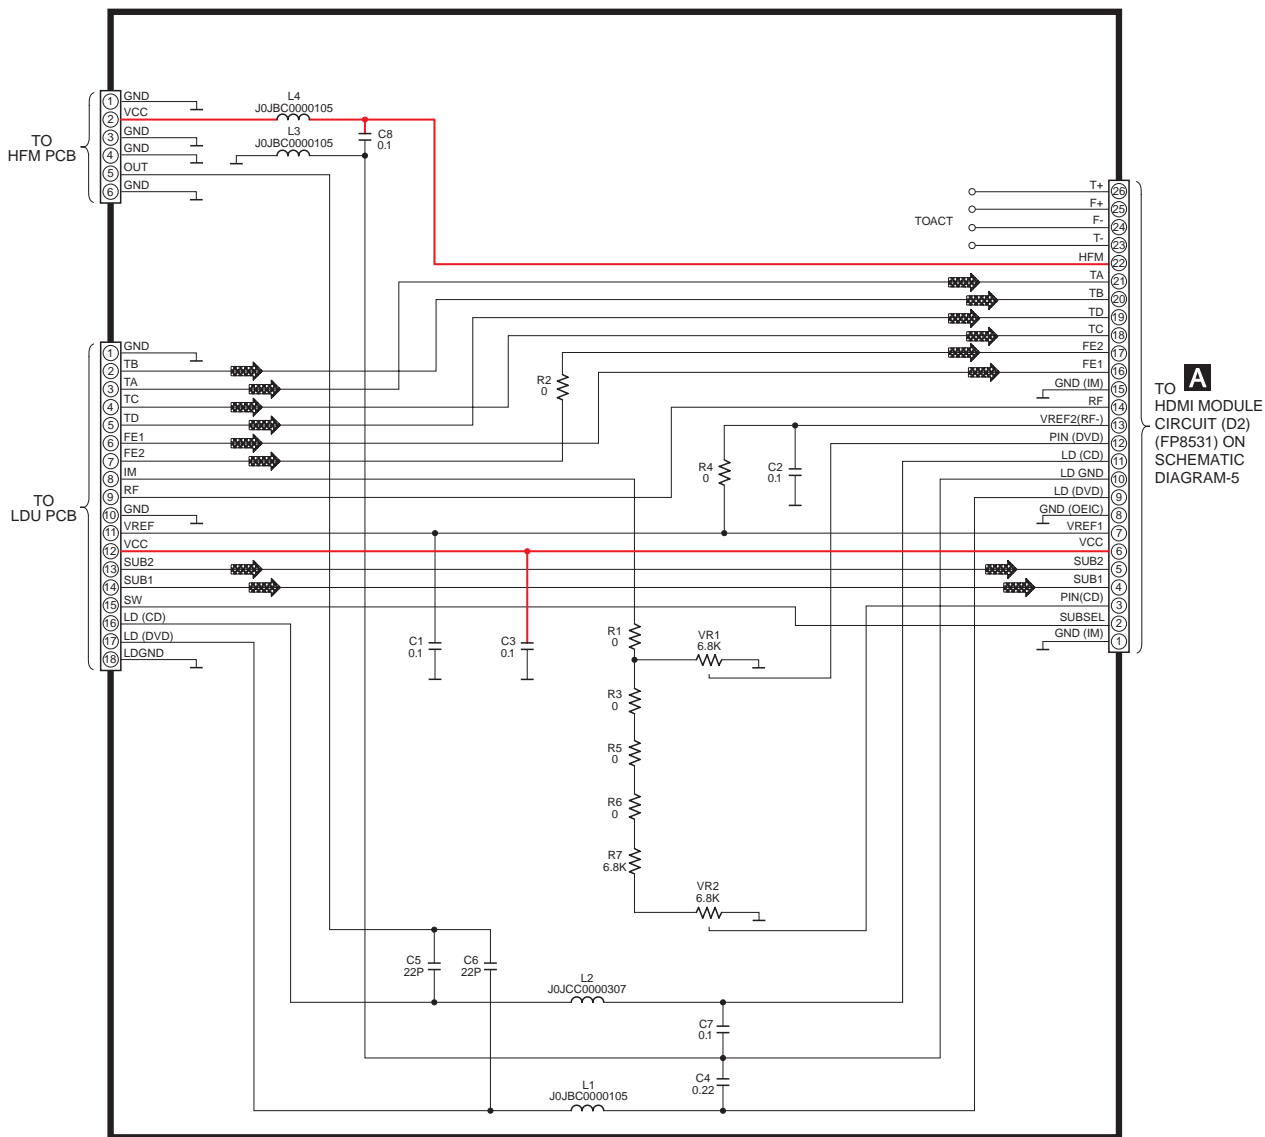 TO
HFM PCB
1 GND
2 VCC
3 GND
4 GND
5 OUT
6 GND
L4
J0JBC0000105
L3
J0JBC0000105
C8
0.1
TO
LDU PCB
1 GND
2 TB
3 TA
4 TC
5 TD
6 FE1
7 FE2
8 IM
9 RF
10 GND
11 VREF
12 VCC
13 SUB2
14 SUB1
15 SW
16 LD (CD)
17 LD (DVD)
18 LDGND
TOACT
T+ 26
F+ 25
F- 24
T- 23
HFM 22
TA 21
TB 20
TD 19
TC 18
FE2 17
FE1 16
GND (IM) 15
RF 14
VREF2(RF-) 13
PIN (DVD) 12
LD (CD) 11
LD GND 10
LD (DVD) 9
GND (OEIC) 8
VREF1 7
VCC 6
SUB2 5
SUB1 4
PIN(CD) 3
SUBSEL 2
GND (IM) 1
TO A
HDMI MODULE
CIRCUIT (D2)
(FP8531) ON
SCHEMATIC
DIAGRAM-5
R2
0
R4
0
C2
0.1
C1
0.1
C3
0.1
R1
0
VR1
6.8K
R3
0
R5
0
R6
0
R7
6.8K
VR2
6.8K
C5
22P
C6
22P
L2
J0JCC0000307
C7
0.1
C4
0.22
L1
J0JBC0000105